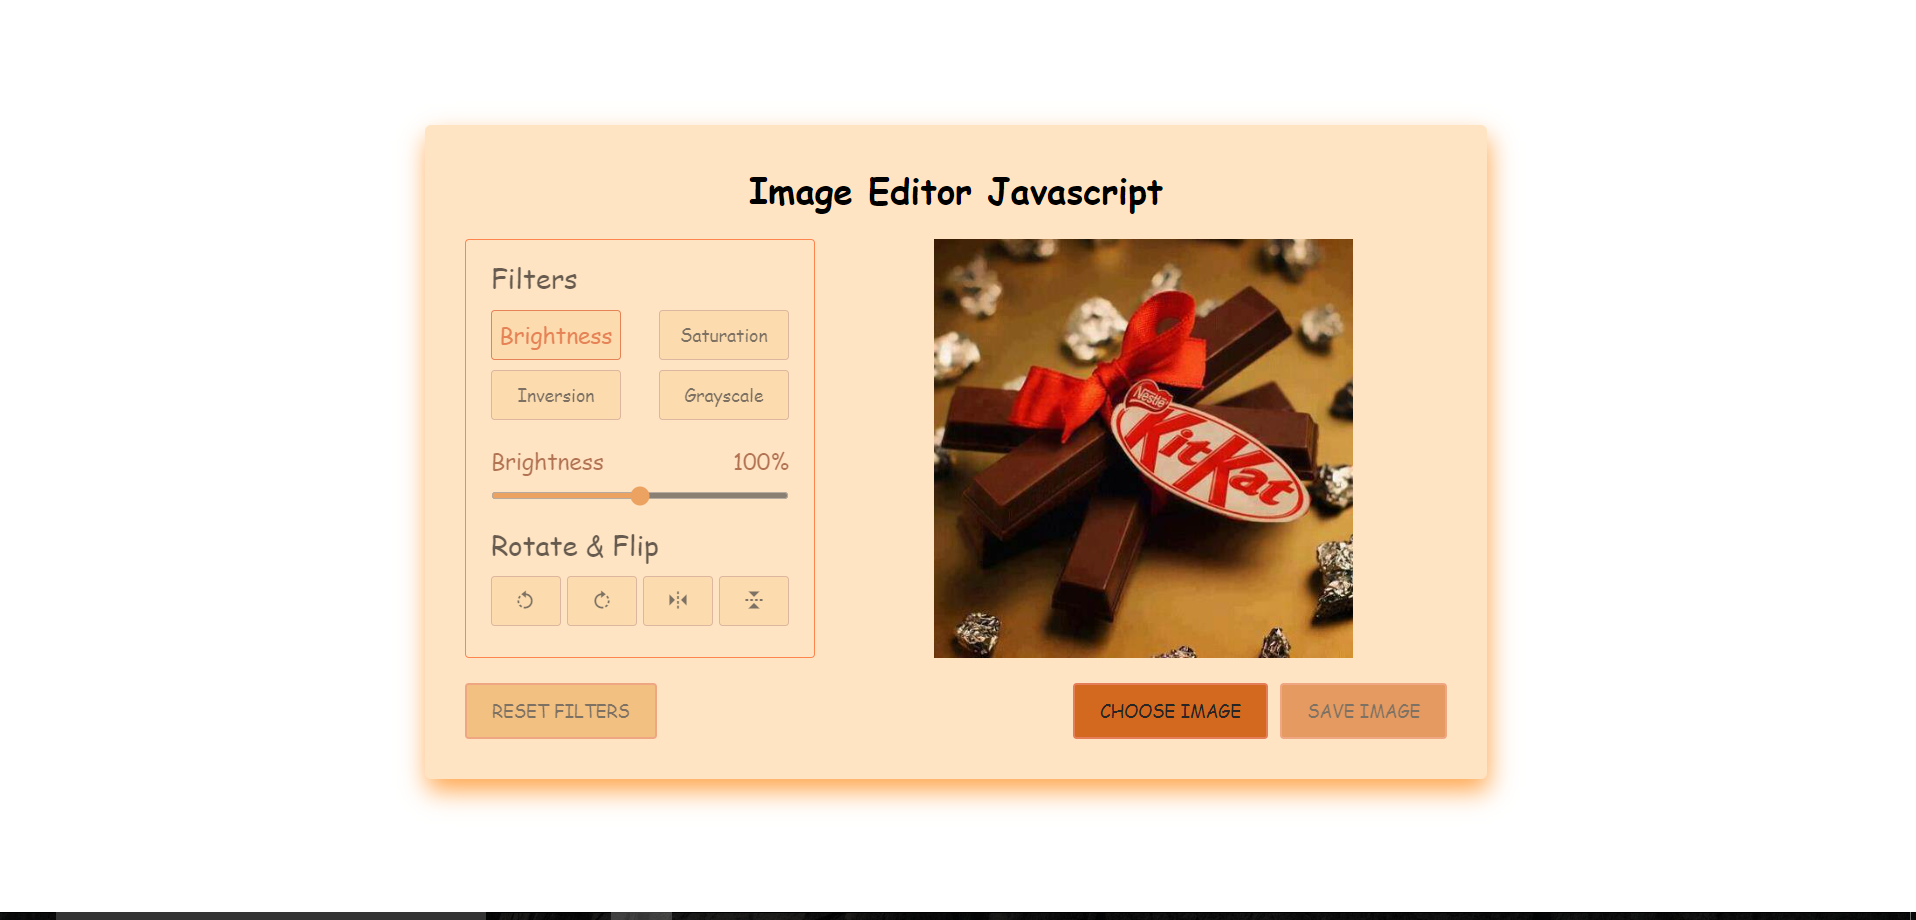 Image Editor Javascript
Filters
Brightness
Saturation
Inversion
Grayscale
Brightness 100%
Rotate & Flip
Nestle
KitKat
RESET FILTERS
CHOOSE IMAGE
SAVE IMAGE